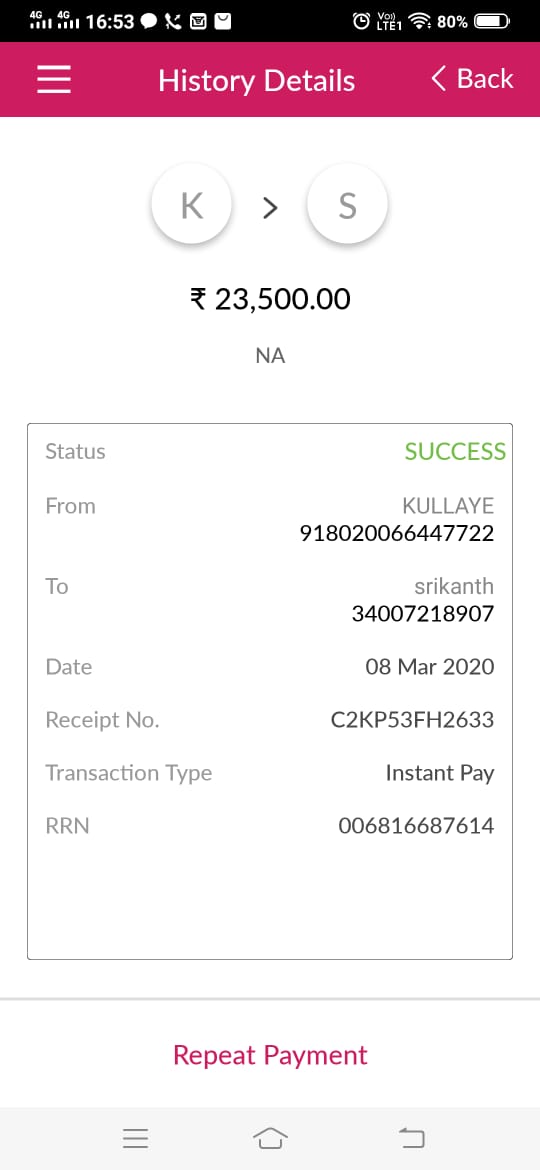 4G 4G 16:53 Vo)) LTE1 80%
History Details
Back
K > S
₹ 23,500.00
NA
Status SUCCESS
From KULLAYE
918020066447722
To srikanth
34007218907
Date 08 Mar 2020
Receipt No. C2KP53FH2633
Transaction Type Instant Pay
RRN 006816687614
Repeat Payment